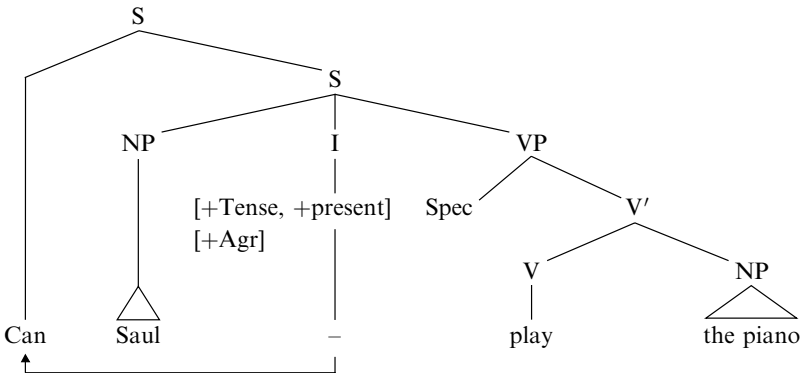 S
S
NP I VP
[+Tense, +present] Spec V′
[+Agr]
V NP
Can Saul – play the piano